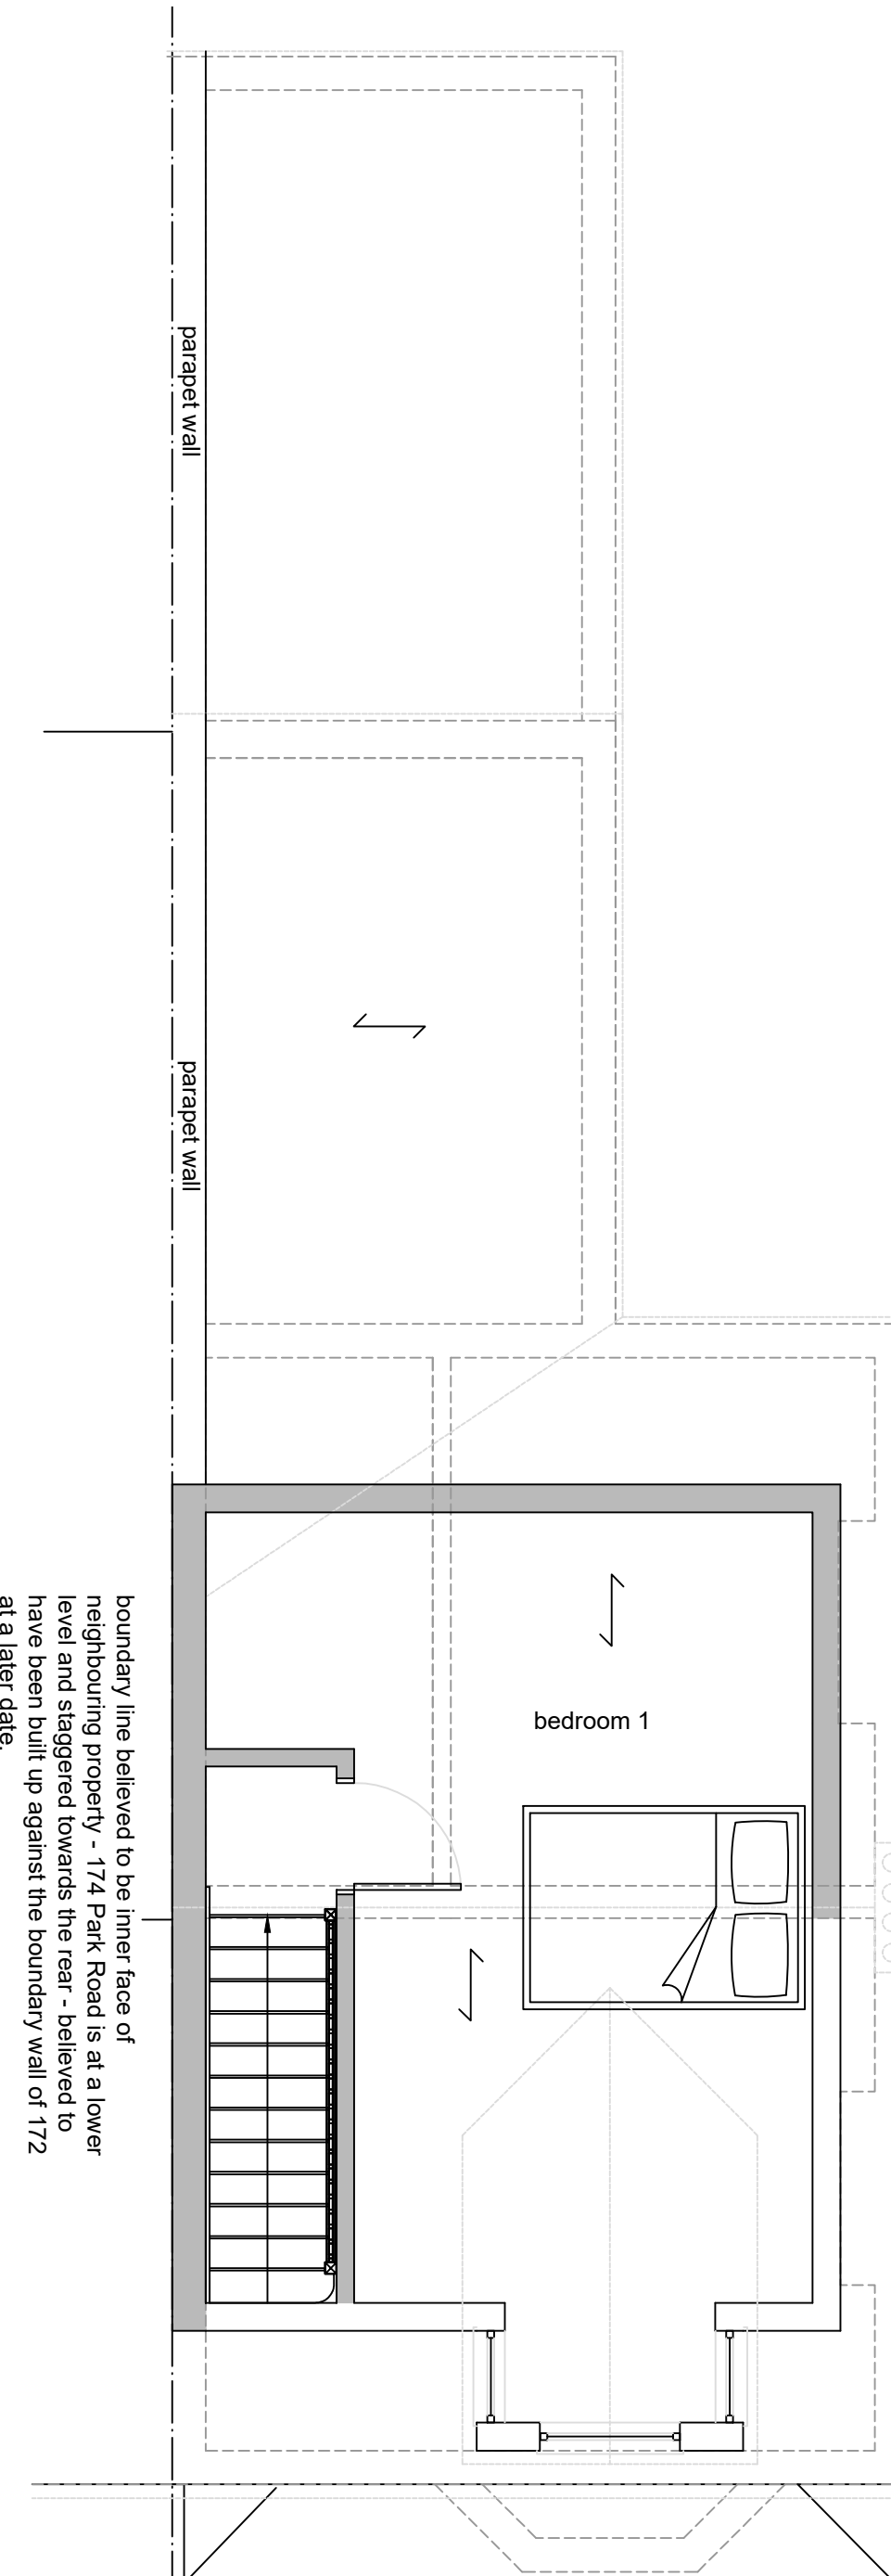 parapet wall
parapet wall
bedroom 1
boundary line believed to be inner face of
neighbouring property - 174 Park Road is at a lower
level and staggered towards the rear - believed to
have been built up against the boundary wall of 172
at a later date.